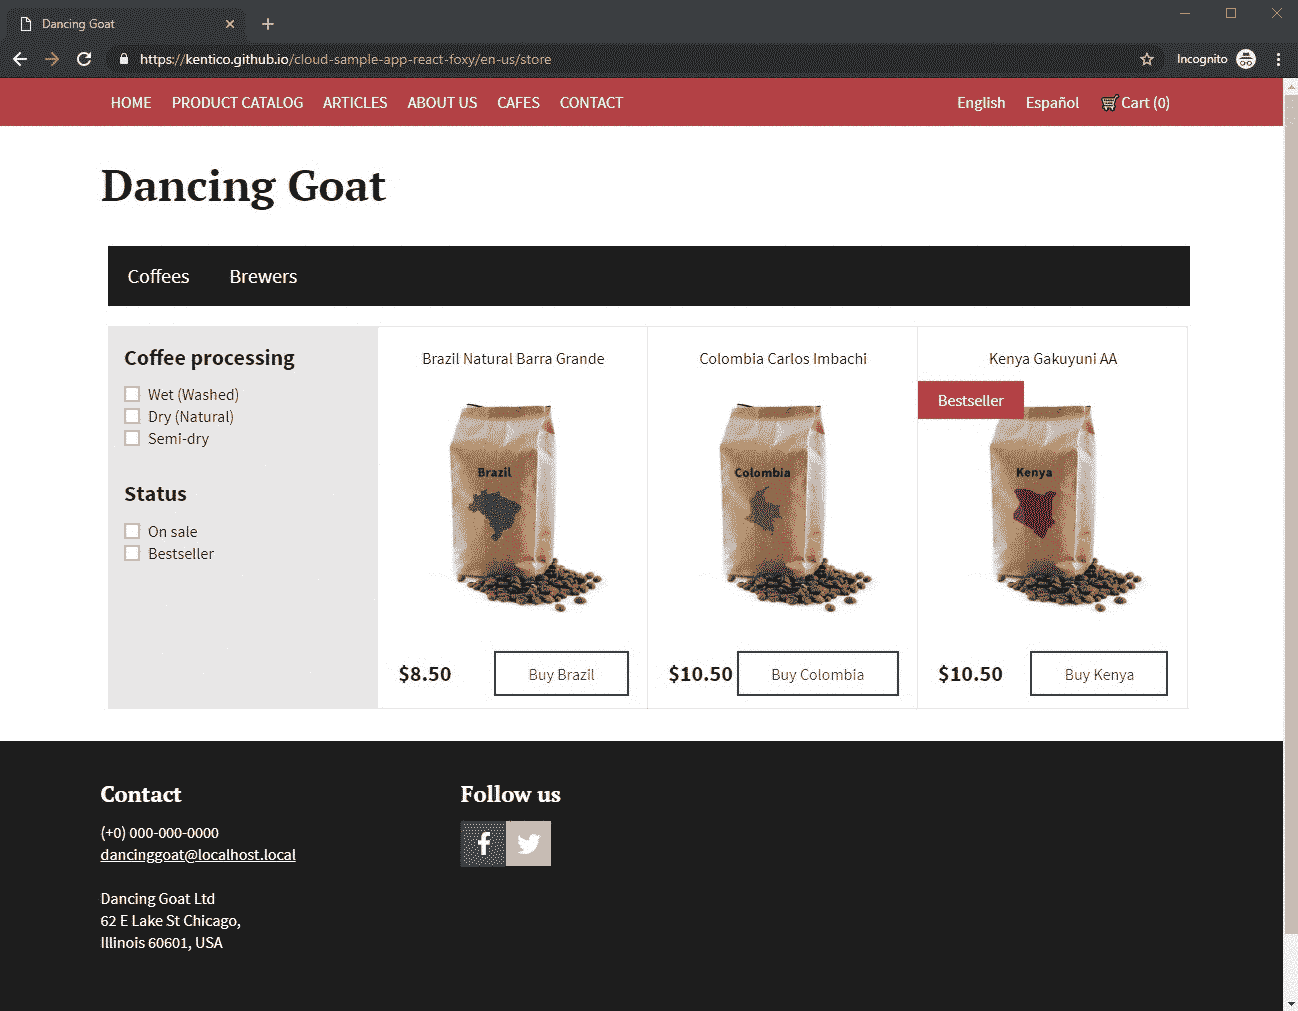 Dancing Goat
https://kentico.github.io/cloud-sample-app-react-foxy/en-us/store
Incognito
HOME PRODUCT CATALOG ARTICLES ABOUT US CAFES CONTACT English Español Cart (0)
Dancing Goat
Coffees Brewers
Coffee processing
Wet (Washed)
Dry (Natural)
Semi-dry
Status
On sale
Bestseller
Brazil Natural Barra Grande
Brazil
$8.50 Buy Brazil
Colombia Carlos Imbachi
Colombia
$10.50 Buy Colombia
Kenya Gakuyuni AA
Bestseller
Kenya
$10.50 Buy Kenya
Contact
(+0) 000-000-0000
dancinggoat@localhost.local
Dancing Goat Ltd
62 E Lake St Chicago,
Illinois 60601, USA
Follow us